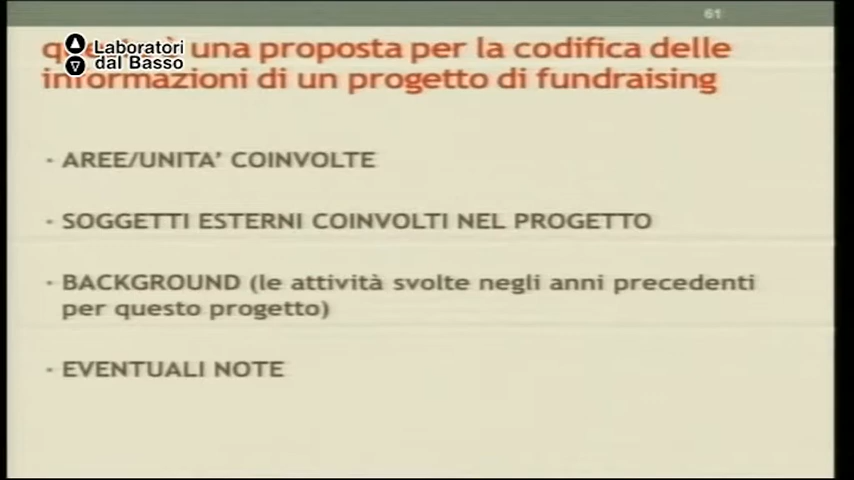 61
Laboratori
dal Basso
una proposta per la codifica delle
informazioni di un progetto di fundraising
· AREE/UNITA’ COINVOLTE
· SOGGETTI ESTERNI COINVOLTI NEL PROGETTO
· BACKGROUND (le attività svolte negli anni precedenti
per questo progetto)
· EVENTUALI NOTE